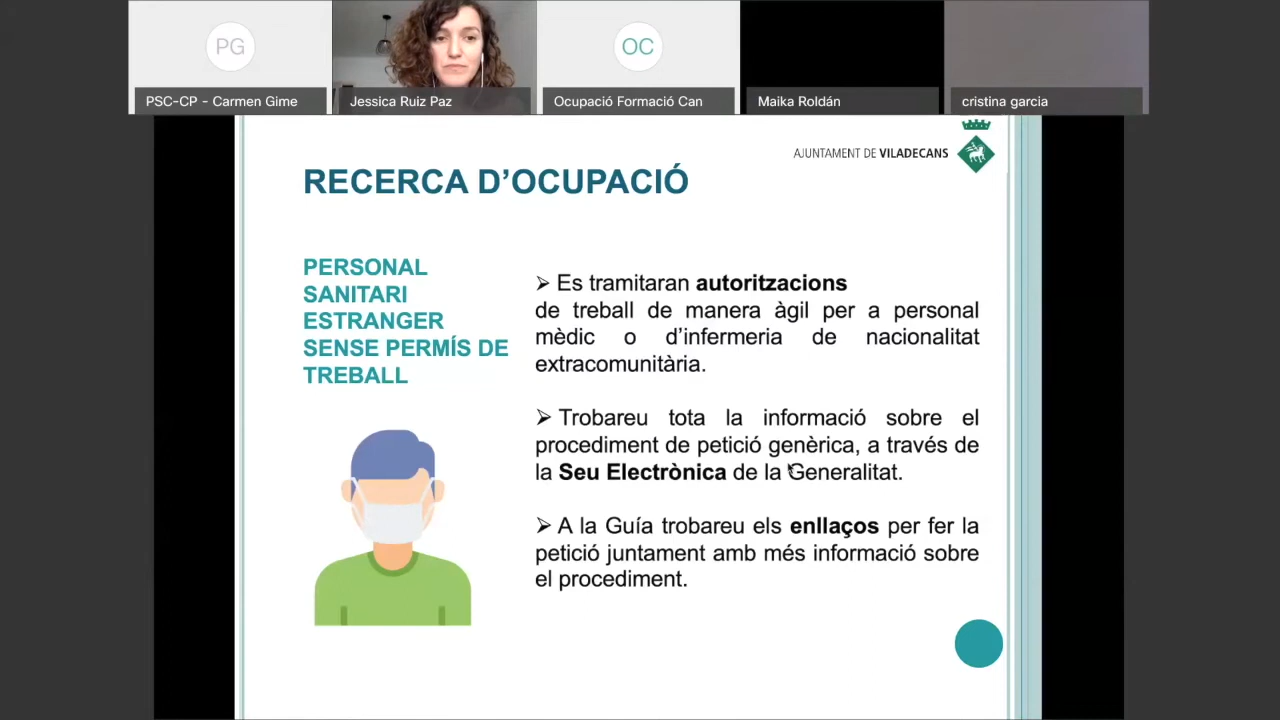 PG
OC
PSC-CP - Carmen Gime
Jessica Ruiz Paz
Ocupació Formació Can
Maika Roldán
cristina garcia
AJUNTAMENT DE VILADECANS
RECERCA D’OCUPACIÓ
PERSONAL
SANITARI
ESTRANGER
SENSE PERMÍS DE
TREBALL
➢ Es tramitaran autoritzacions
de treball de manera àgil per a personal
mèdic o d’infermeria de nacionalitat
extracomunitària.
➢ Trobareu tota la informació sobre el
procediment de petició genèrica, a través de
la Seu Electrònica de la Generalitat.
➢ A la Guía trobareu els enllaços per fer la
petició juntament amb més informació sobre
el procediment.